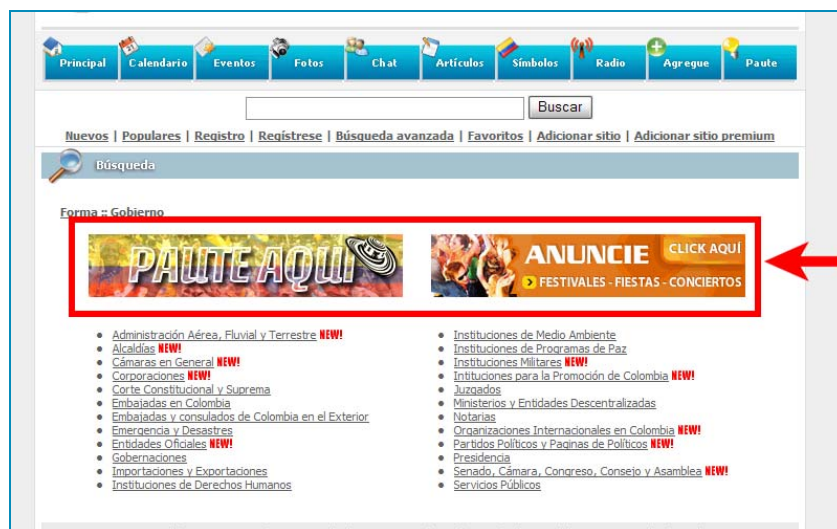 Principal Calendario Eventos Fotos Chat Artículos Símbolos Radio Agregue Paute
Buscar
Nuevos | Populares | Registro | Regístrese | Búsqueda avanzada | Favoritos | Adicionar sitio | Adicionar sitio premium
Búsqueda
Forma :: Gobierno
PAUTE AQUI
ANUNCIE CLICK AQUÍ
FESTIVALES - FIESTAS - CONCIERTOS
Administración Aérea, Fluvial y Terrestre NEW!
Alcaldías NEW!
Cámaras en General NEW!
Corporaciones NEW!
Corte Constitucional y Suprema
Embajadas en Colombia
Embajadas y consulados de Colombia en el Exterior
Emergencia y Desastres
Entidades Oficiales NEW!
Gobernaciones
Importaciones y Exportaciones
Instituciones de Derechos Humanos
Instituciones de Medio Ambiente
Instituciones de Programas de Paz
Instituciones Militares NEW!
Intituciones para la Promoción de Colombia NEW!
Juzgados
Ministerios y Entidades Descentralizadas
Notarias
Organizaciones Internacionales en Colombia NEW!
Partidos Políticos y Paginas de Políticos NEW!
Presidencia
Senado, Cámara, Congreso, Consejo y Asamblea NEW!
Servicios Públicos